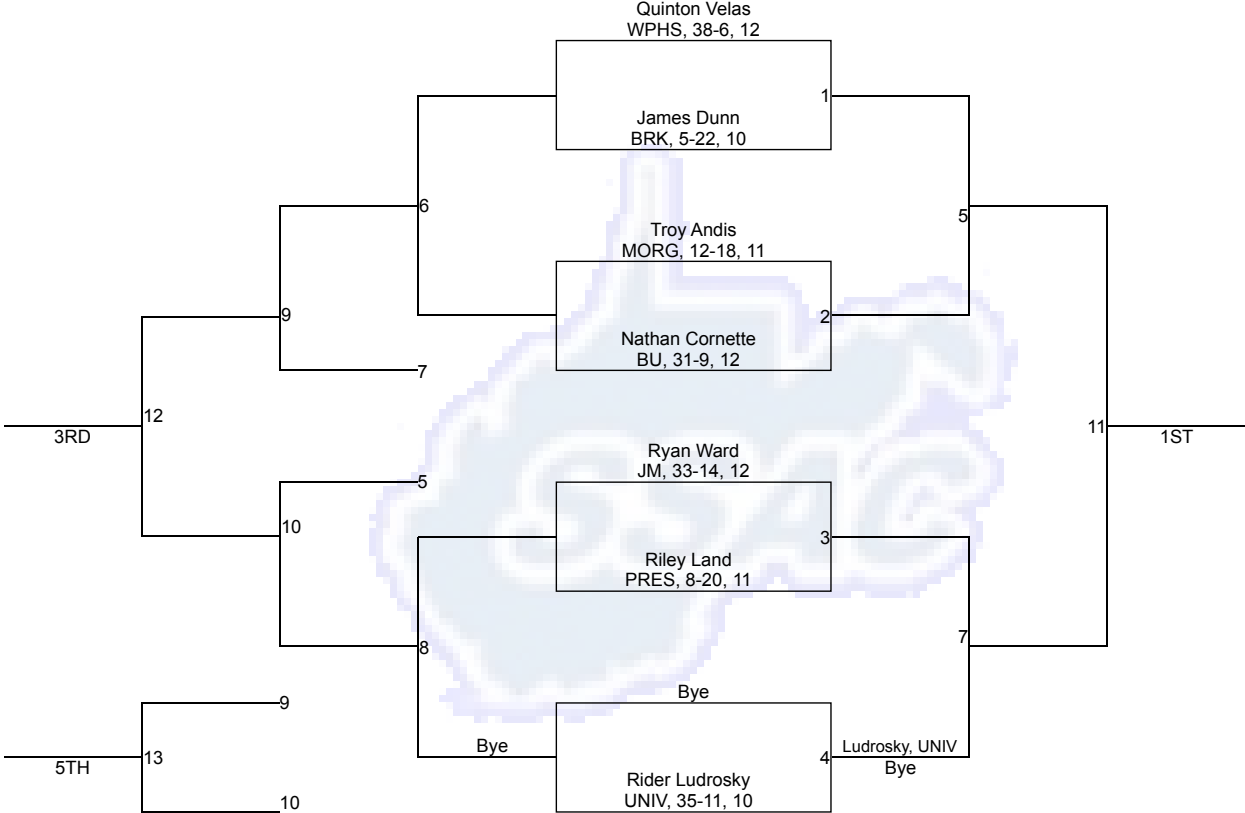 Quinton Velas
WPHS, 38-6, 12
1
James Dunn
BRK, 5-22, 10
6
5
Troy Andis
MORG, 12-18, 11
9
2
Nathan Cornette
BU, 31-9, 12
7
12
3RD
11
1ST
Ryan Ward
JM, 33-14, 12
5
10
3
Riley Land
PRES, 8-20, 11
SSAC
8
7
Bye
9
Bye
Ludrosky, UNIV
13
4
5TH
Bye
Rider Ludrosky
UNIV, 35-11, 10
10